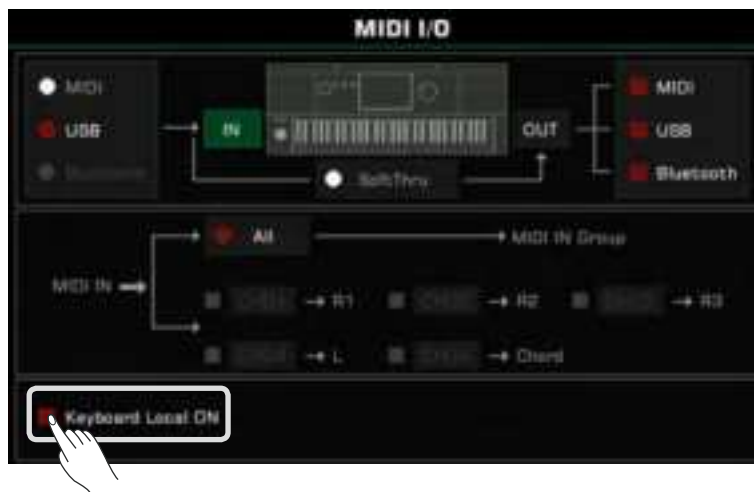 MIDI I/O
MIDI
USB
Bluetooth
IN
SoftThru
OUT
MIDI
USB
Bluetooth
MIDI IN
All
MIDI IN Group
R1
R2
R3
L
Chord
Keyboard Local ON